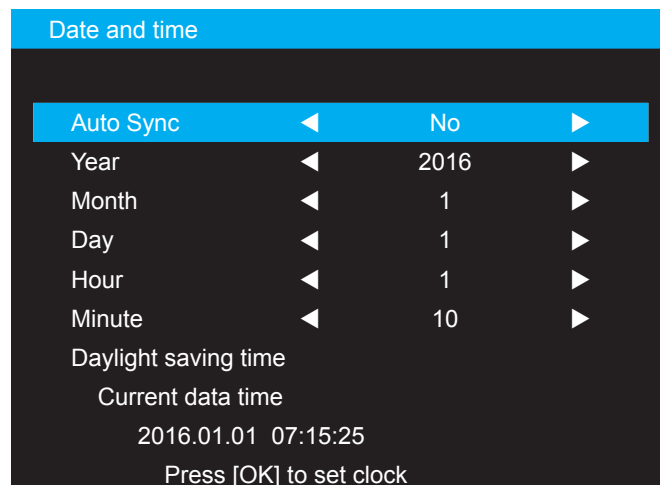 Date and time
Auto Sync ◀ No ▶
Year ◀ 2016 ▶
Month ◀ 1 ▶
Day ◀ 1 ▶
Hour ◀ 1 ▶
Minute ◀ 10 ▶
Daylight saving time
Current data time
2016.01.01 07:15:25
Press [OK] to set clock